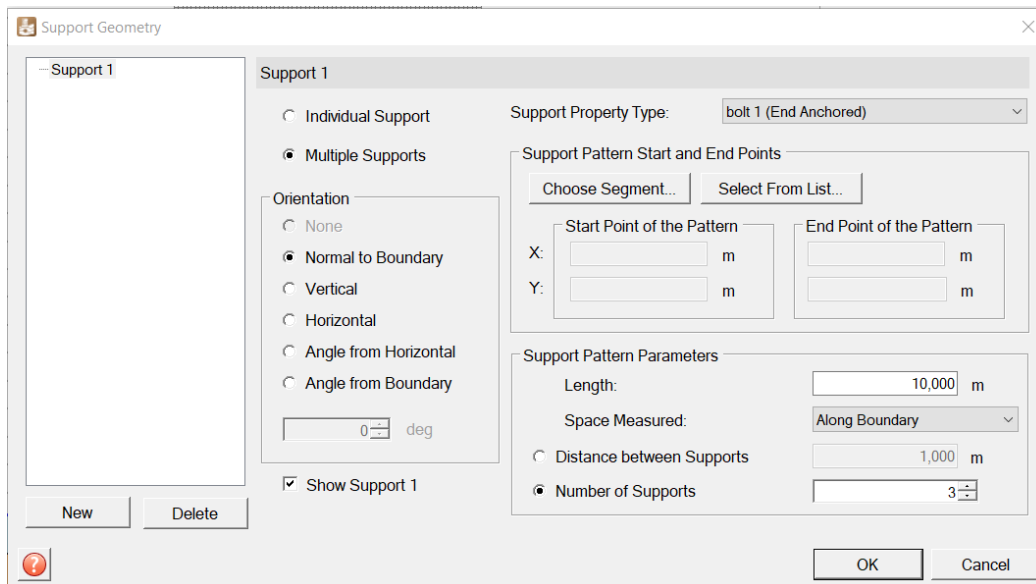 Support Geometry
Support 1
Support 1
Individual Support
Multiple Supports
Support Property Type:
bolt 1 (End Anchored)
Orientation
None
Normal to Boundary
Vertical
Horizontal
Angle from Horizontal
Angle from Boundary
0 deg
Show Support 1
Support Pattern Start and End Points
Choose Segment... Select From List...
Start Point of the Pattern End Point of the Pattern
X: m m
Y: m m
Support Pattern Parameters
Length: 10,000 m
Space Measured: Along Boundary
Distance between Supports 1,000 m
Number of Supports 3
New Delete
?
OK Cancel